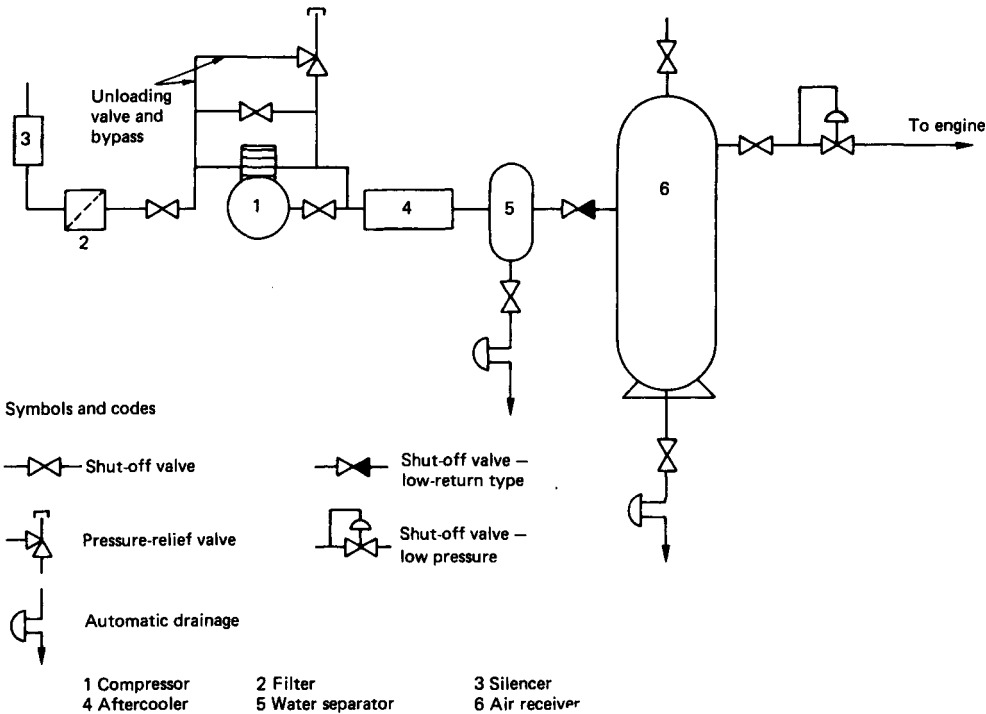 Unloading
valve and
bypass
3
2
1
4
5
6
To engine
Symbols and codes
Shut-off valve
Shut-off valve –
low-return type
Pressure-relief valve
Shut-off valve –
low pressure
Automatic drainage
1 Compressor 2 Filter 3 Silencer
4 Aftercooler 5 Water separator 6 Air receiver